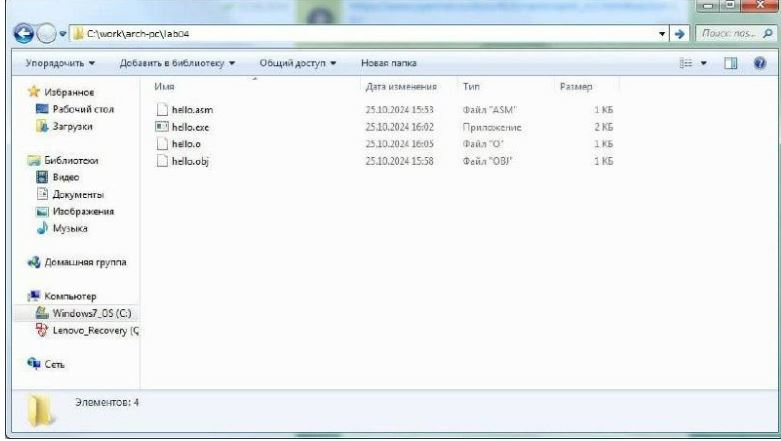 C:\work\arch-pc\lab04
Упорядочить Добавить в библиотеку Общий доступ Новая папка
Имя Дата изменения Тип Размер
hello.asm 25.10.2024 15:53 Файл "ASM" 1 КБ
hello.exe 25.10.2024 16:02 Приложение 2 КБ
hello.o 25.10.2024 16:05 Файл "O" 1 КБ
hello.obj 25.10.2024 15:58 Файл "OBJ" 1 КБ
Избранное
Рабочий стол
Загрузки
Библиотеки
Видео
Документы
Изображения
Музыка
Домашняя группа
Компьютер
Windows7_OS (C:)
Lenovo_Recovery (Q
Сеть
Элементов: 4